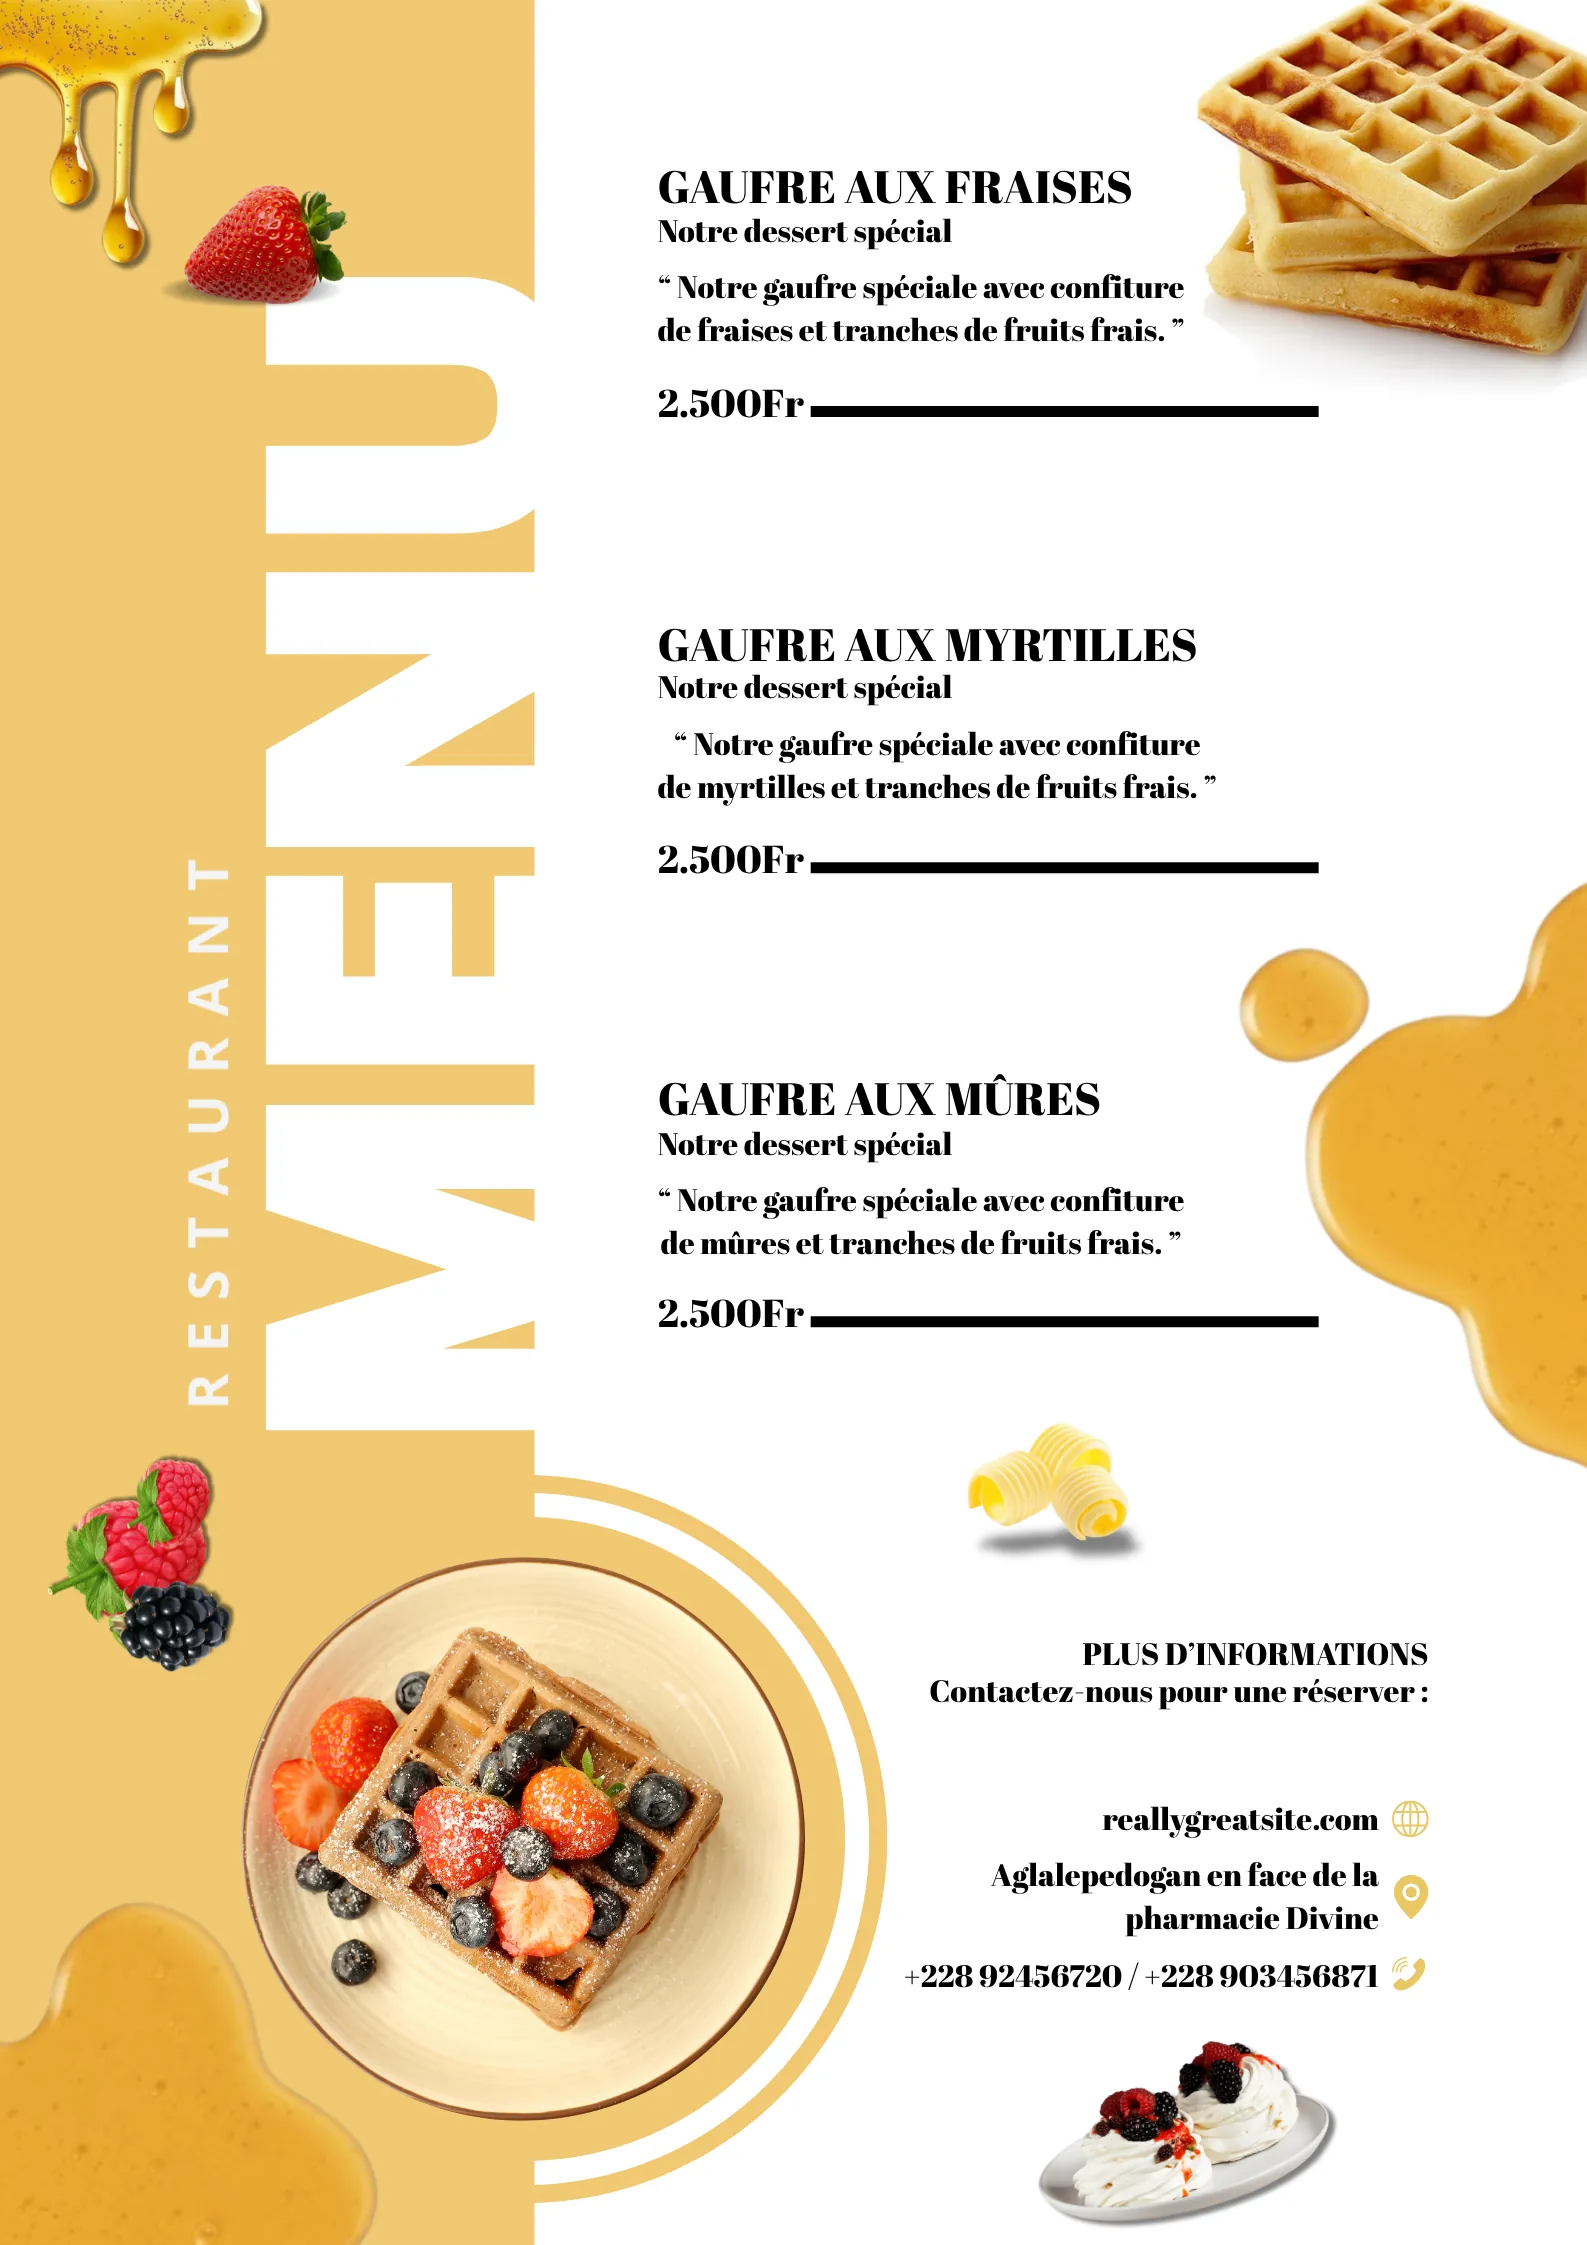 RESTAURANT
MENU
GAUFRE AUX FRAISES
Notre dessert spécial
“ Notre gaufre spéciale avec confiture
de fraises et tranches de fruits frais. ”
2.500Fr
GAUFRE AUX MYRTILLES
Notre dessert spécial
“ Notre gaufre spéciale avec confiture
de myrtilles et tranches de fruits frais. ”
2.500Fr
GAUFRE AUX MÛRES
Notre dessert spécial
“ Notre gaufre spéciale avec confiture
de mûres et tranches de fruits frais. ”
2.500Fr
PLUS D’INFORMATIONS
Contactez-nous pour une réserver :
reallygreatsite.com
Aglalepedogan en face de la
pharmacie Divine
+228 92456720 / +228 903456871